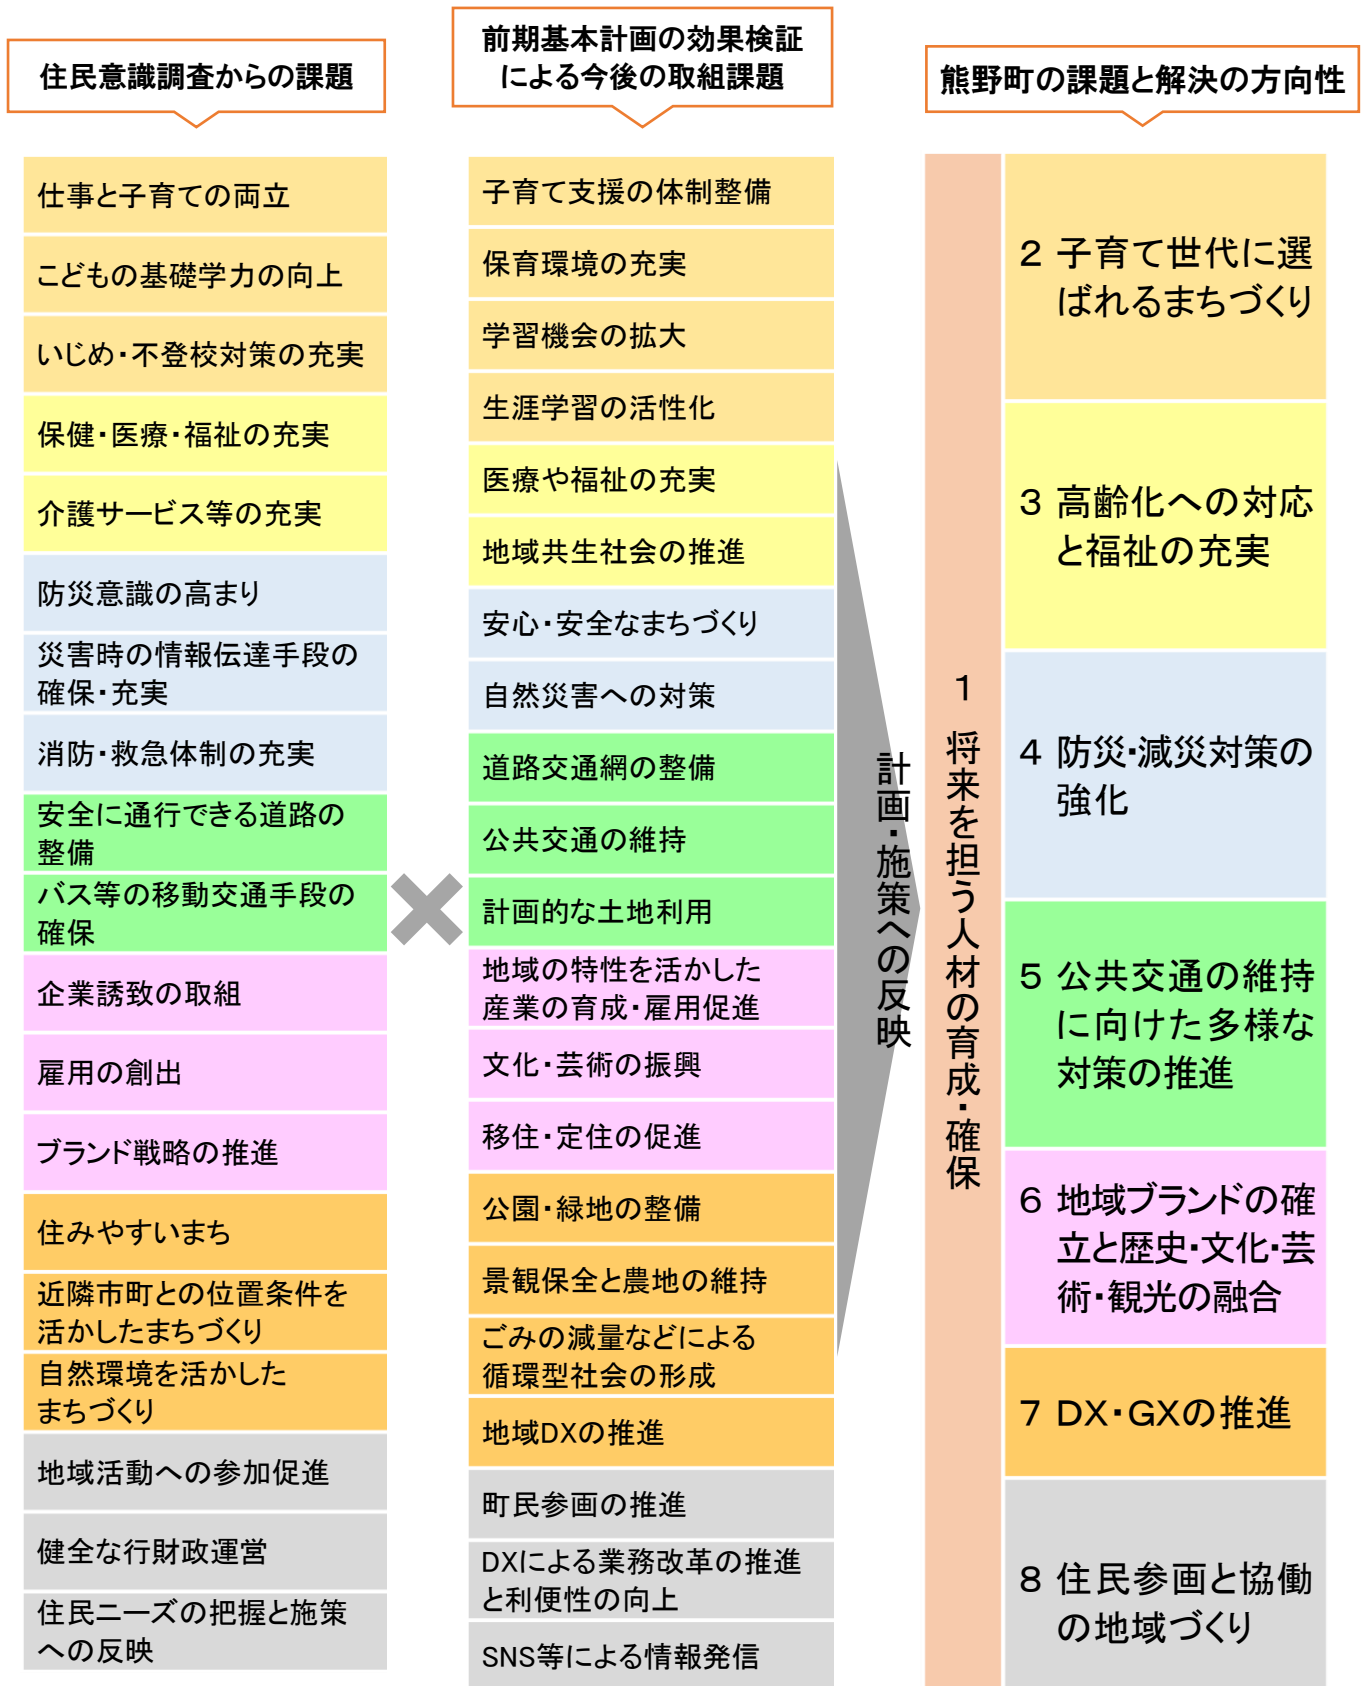 住民意識調査からの課題
仕事と子育ての両立
こどもの基礎学力の向上
いじめ・不登校対策の充実
保健・医療・福祉の充実
介護サービス等の充実
防災意識の高まり
災害時の情報伝達手段の
確保・充実
消防・救急体制の充実
安全に通行できる道路の
整備
バス等の移動交通手段の
確保
企業誘致の取組
雇用の創出
ブランド戦略の推進
住みやすいまち
近隣市町との位置条件を
活かしたまちづくり
自然環境を活かした
まちづくり
地域活動への参加促進
健全な行財政運営
住民ニーズの把握と施策
への反映
前期基本計画の効果検証
による今後の取組課題
子育て支援の体制整備
保育環境の充実
学習機会の拡大
生涯学習の活性化
医療や福祉の充実
地域共生社会の推進
安心・安全なまちづくり
自然災害への対策
道路交通網の整備
公共交通の維持
計画的な土地利用
地域の特性を活かした
産業の育成・雇用促進
文化・芸術の振興
移住・定住の促進
公園・緑地の整備
景観保全と農地の維持
ごみの減量などによる
循環型社会の形成
地域DXの推進
町民参画の推進
DXによる業務改革の推進
と利便性の向上
SNS等による情報発信
計画・施策への反映
熊野町の課題と解決の方向性
1 将来を担う人材の育成・確保
2 子育て世代に選
ばれるまちづくり
3 高齢化への対応
と福祉の充実
4 防災・減災対策の
強化
5 公共交通の維持
に向けた多様な
対策の推進
6 地域ブランドの確
立と歴史・文化・芸
術・観光の融合
7 DX・GXの推進
8 住民参画と協働
の地域づくり